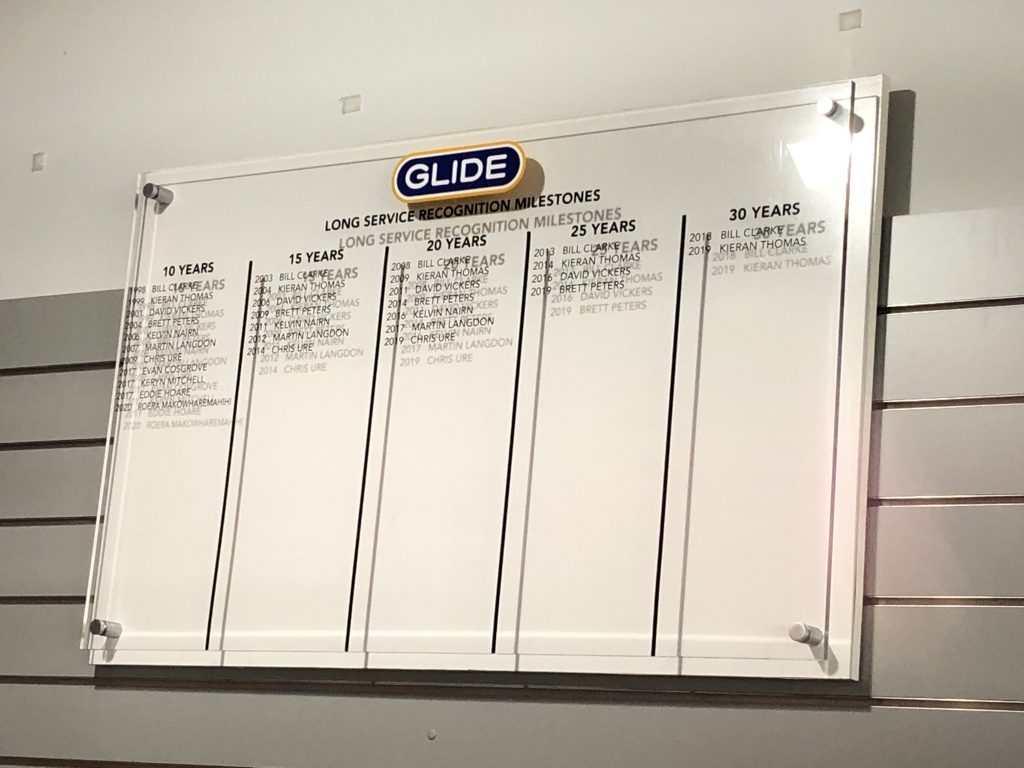 GLIDE
LONG SERVICE RECOGNITION MILESTONES
10 YEARS
1998 BILL CLARKE
1999 KIERAN THOMAS
2001 DAVID VICKERS
2004 BRETT PETERS
2006 KELVIN NAIRN
2007 MARTIN LANGDON
2009 CHRIS URE
2017 EVAN COSGROVE
2017 KERYN MITCHELL
2017 EDDIE HOARE
2020 ROERA MAKOWHAREMAHIHI
15 YEARS
2003 BILL CLARKE
2004 KIERAN THOMAS
2006 DAVID VICKERS
2009 BRETT PETERS
2011 KELVIN NAIRN
2012 MARTIN LANGDON
2014 CHRIS URE
20 YEARS
2008 BILL CLARKE
2009 KIERAN THOMAS
2011 DAVID VICKERS
2014 BRETT PETERS
2016 KELVIN NAIRN
2017 MARTIN LANGDON
2019 CHRIS URE
25 YEARS
2013 BILL CLARKE
2014 KIERAN THOMAS
2016 DAVID VICKERS
2019 BRETT PETERS
30 YEARS
2018 BILL CLARKE
2019 KIERAN THOMAS